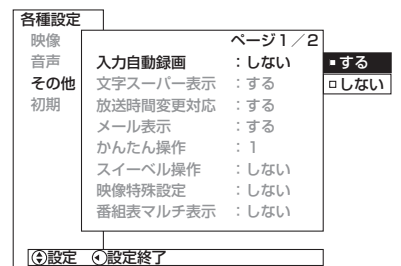 各種設定
映像
音声
その他
初期
ページ1／2
入力自動録画 ：しない
文字スーパー表示 ：する
放送時間変更対応 ：する
メール表示 ：する
かんたん操作 ：1
スイーベル操作 ：しない
映像特殊設定 ：しない
番組表マルチ表示 ：しない
する
しない
設定 設定終了